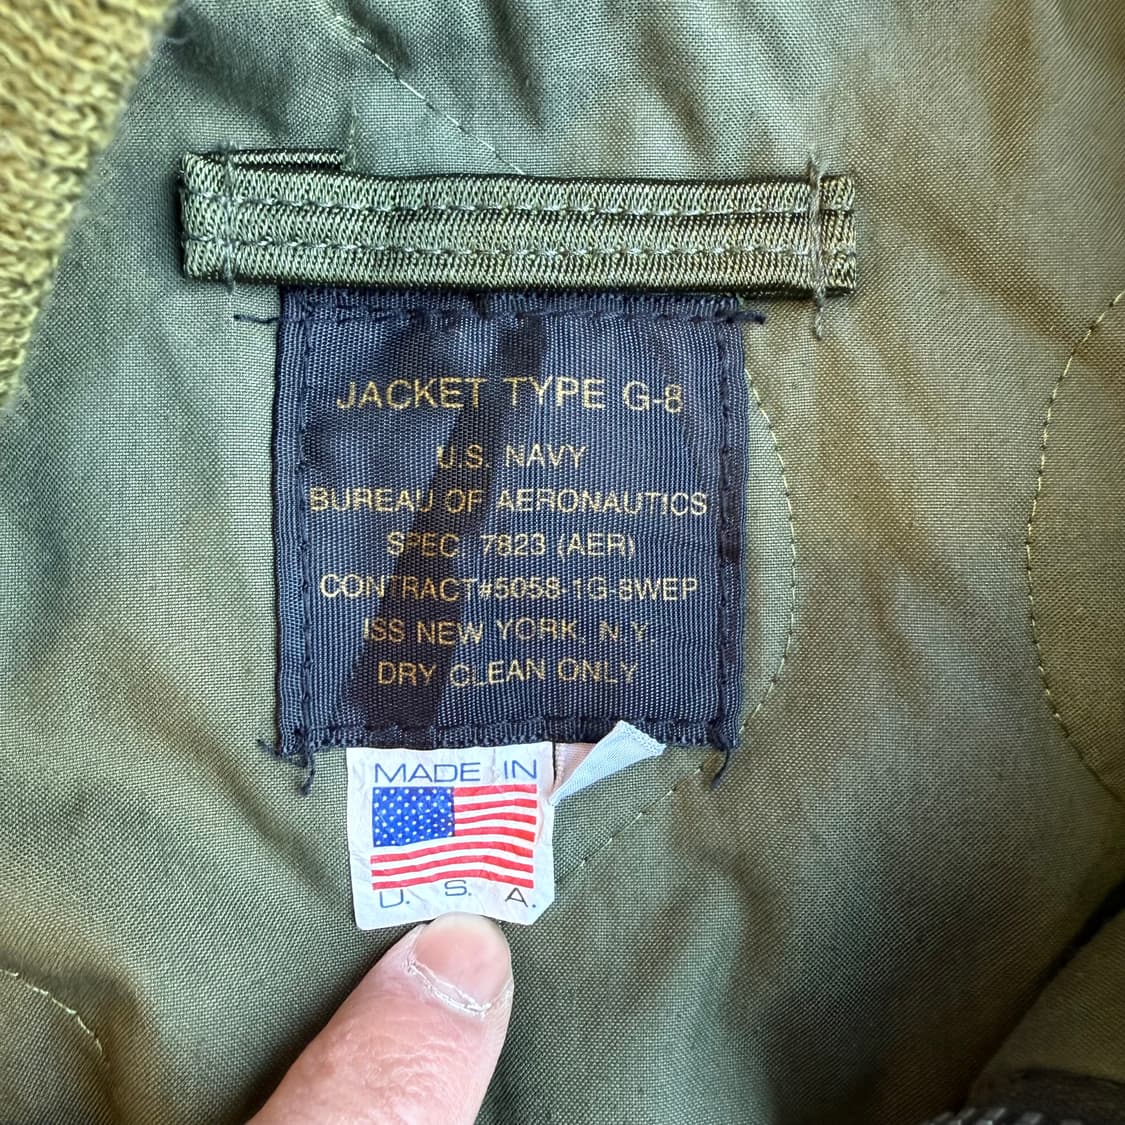 JACKET TYPE G-8
U.S. NAVY
BUREAU OF AERONAUTICS
SPEC. 7823 (AER)
CONTRACT#5058-1G-8WEP
ISS NEW YORK, N.Y.
DRY CLEAN ONLY
MADE IN
U. S. A.